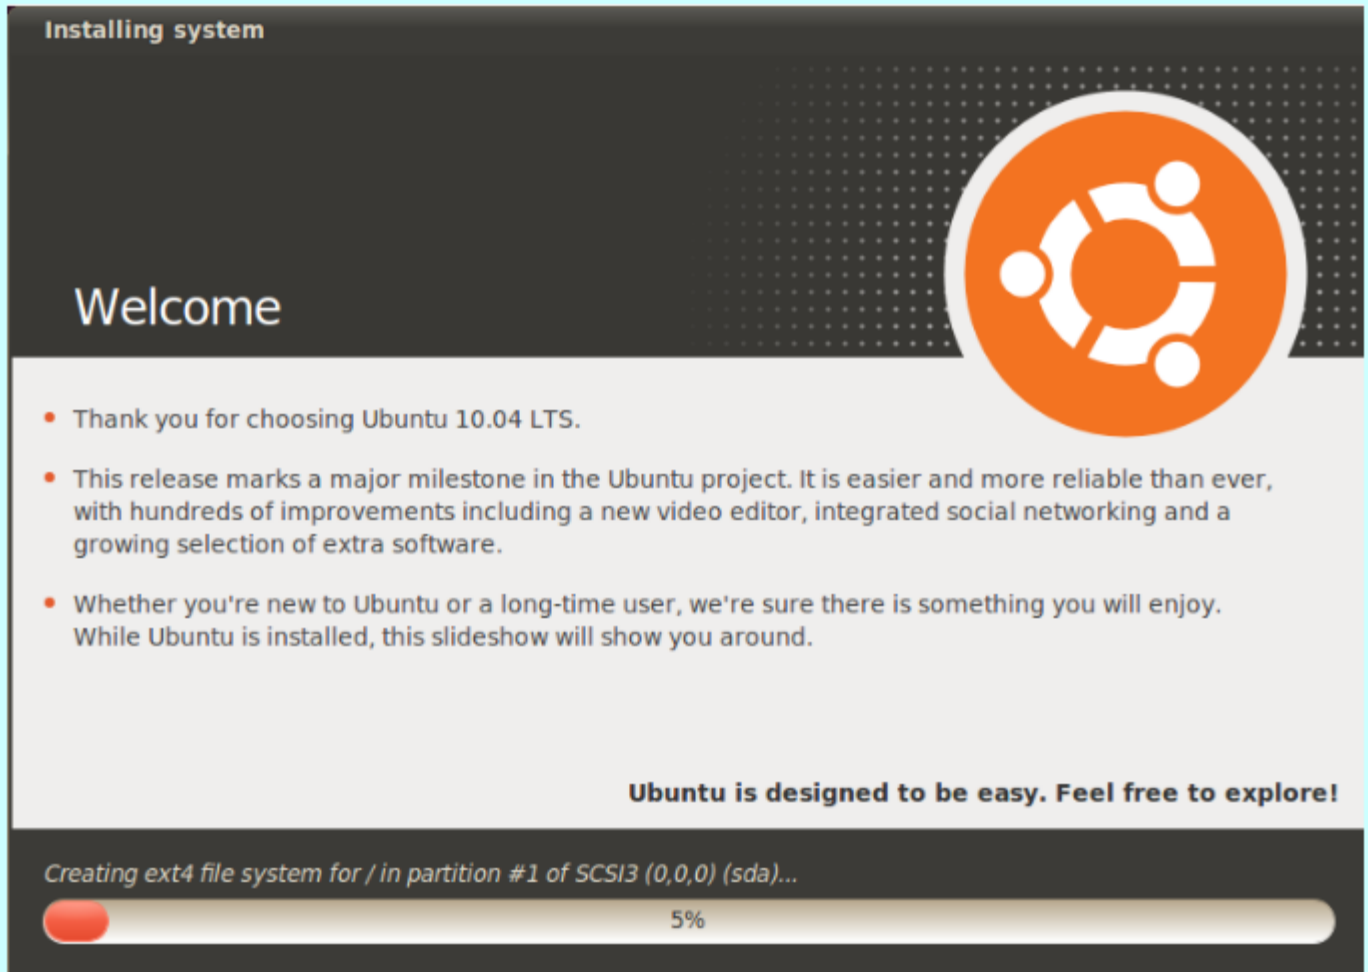 Installing system
Welcome
Thank you for choosing Ubuntu 10.04 LTS.
This release marks a major milestone in the Ubuntu project. It is easier and more reliable than ever,
with hundreds of improvements including a new video editor, integrated social networking and a
growing selection of extra software.
Whether you're new to Ubuntu or a long-time user, we're sure there is something you will enjoy.
While Ubuntu is installed, this slideshow will show you around.
Ubuntu is designed to be easy. Feel free to explore!
Creating ext4 file system for / in partition #1 of SCSI3 (0,0,0) (sda)...
5%